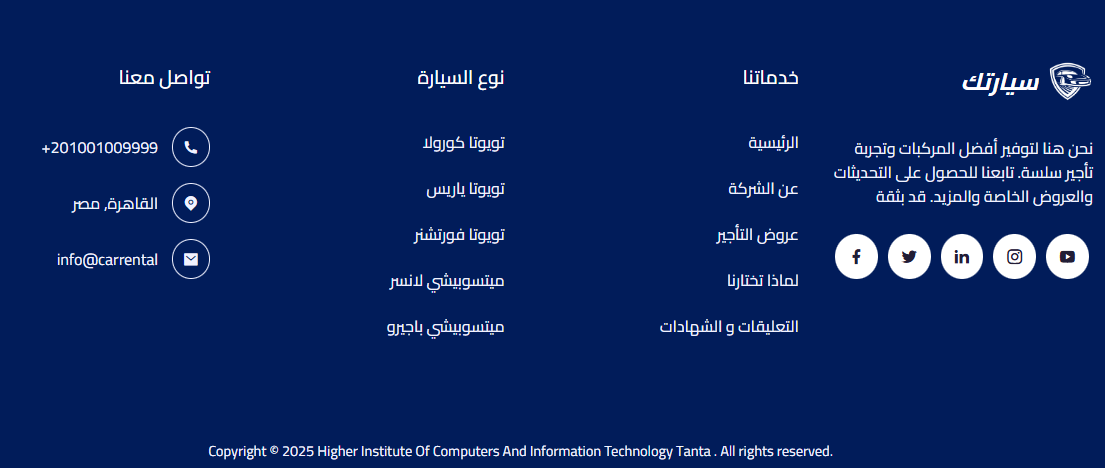 سيارتك
نحن هنا لتوفير أفضل المركبات وتجربة
تأجير سلسة. تابعنا للحصول على التحديثات
والعروض الخاصة والمزيد. قد بثقة
خدماتنا
الرئيسية
عن الشركة
عروض التأجير
لماذا تختارنا
التعليقات و الشهادات
نوع السيارة
تويوتا كورولا
تويوتا ياريس
تويوتا فورتشنر
ميتسوبيشي لانسر
ميتسوبيشي باجيرو
تواصل معنا
+201001009999
القاهرة, مصر
info@carrental
Copyright © 2025 Higher Institute Of Computers And Information Technology Tanta . All rights reserved.